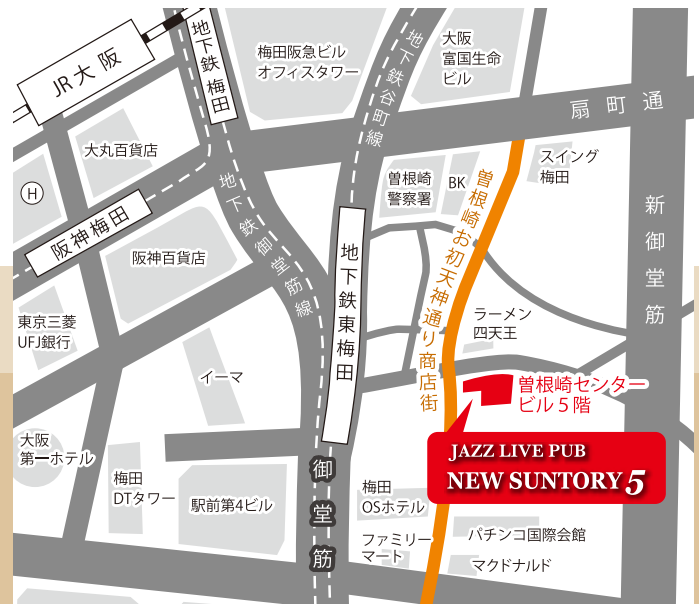 JR大阪
地下鉄梅田
梅田阪急ビル
オフィスタワー
地下鉄谷町線
大阪
富国生命
ビル
扇町通
大丸百貨店
H
阪神梅田
地下鉄御堂筋線
曽根崎
警察署
BK
曽根崎お初天神通り商店街
スイング
梅田
新御堂筋
阪神百貨店
地下鉄東梅田
東京三菱
UFJ銀行
イーマ
ラーメン
四天王
曽根崎センター
ビル5階
JAZZ LIVE PUB
NEW SUNTORY 5
大阪
第一ホテル
梅田
DTタワー
駅前第4ビル
御堂筋
梅田
OSホテル
ファミリー
マート
パチンコ国際会館
マクドナルド